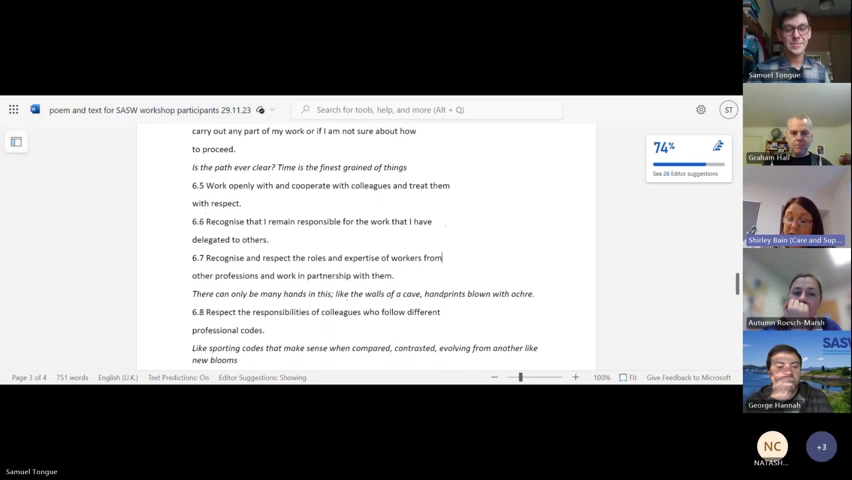 Samuel Tongue
poem and text for SASW workshop participants 29.11.23
Search for tools, help, and more (Alt + Q)
ST
carry out any part of my work or if I am not sure about how
to proceed.
Is the path ever clear? Time is the finest grained of things
6.5 Work openly with and cooperate with colleagues and treat them
with respect.
6.6 Recognise that I remain responsible for the work that I have
delegated to others.
6.7 Recognise and respect the roles and expertise of workers from
other professions and work in partnership with them.
There can only be many hands in this; like the walls of a cave, handprints blown with ochre.
6.8 Respect the responsibilities of colleagues who follow different
professional codes.
Like sporting codes that make sense when compared, contrasted, evolving from another like
new blooms
74%
See 26 Editor suggestions
Graham Hall
Shirley Bain (Care and Sup...
Autumn Roesch-Marsh
SASW
George Hannah
Page 3 of 4
751 words
English (U.K.)
Text Predictions: On
Editor Suggestions: Showing
100%
Fit
Give Feedback to Microsoft
NC
NATASH...
+3
Samuel Tongue